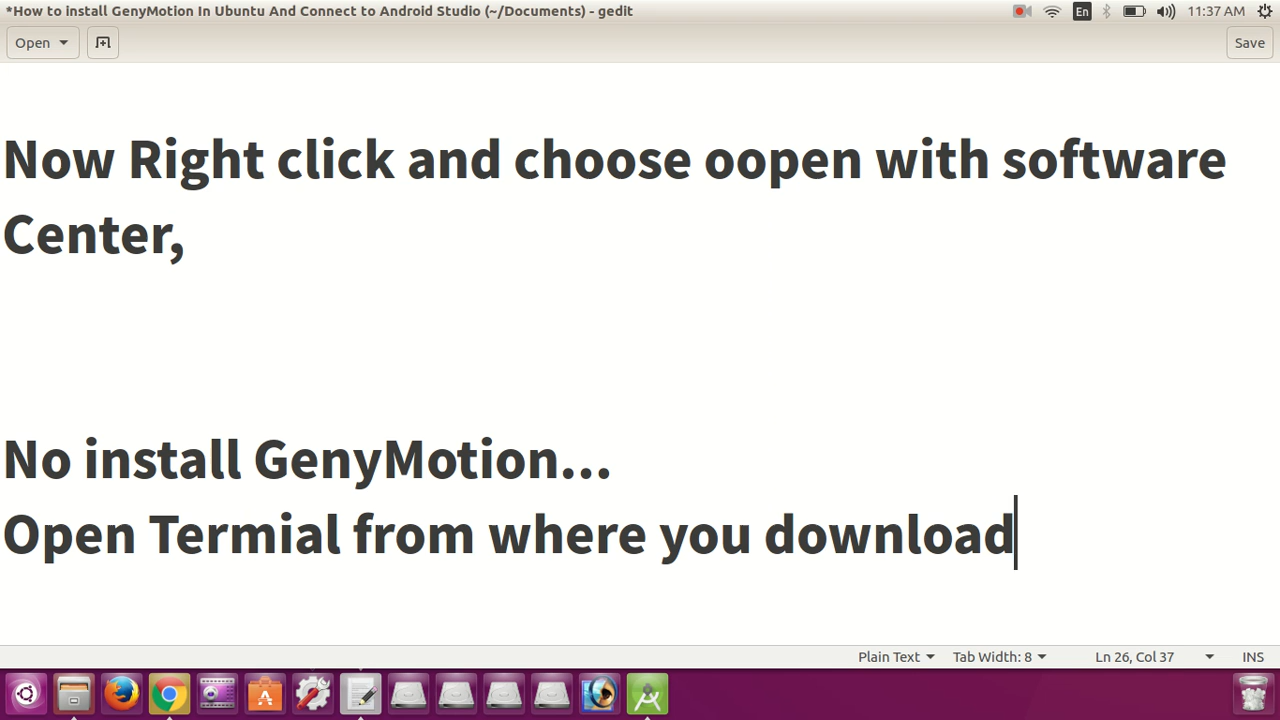 *How to install GenyMotion In Ubuntu And Connect to Android Studio (~/Documents) - gedit
En
11:37 AM
Open
Save
Now Right click and choose oopen with software
Center,
No install GenyMotion...
Open Termial from where you download
Plain Text
Tab Width: 8
Ln 26, Col 37
INS